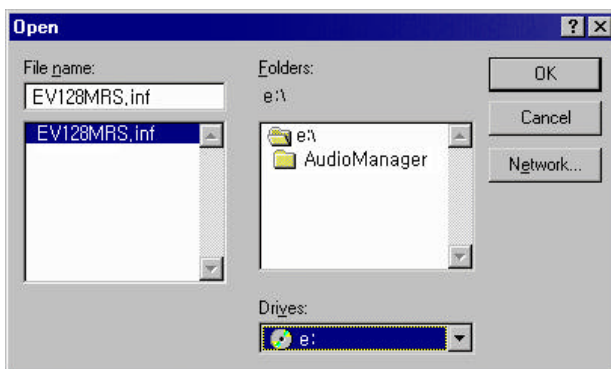 Open
File name:
EV128MRS,inf
EV128MRS,inf
Folders:
e:\
e:\
AudioManager
Drives:
e:
OK
Cancel
Network...